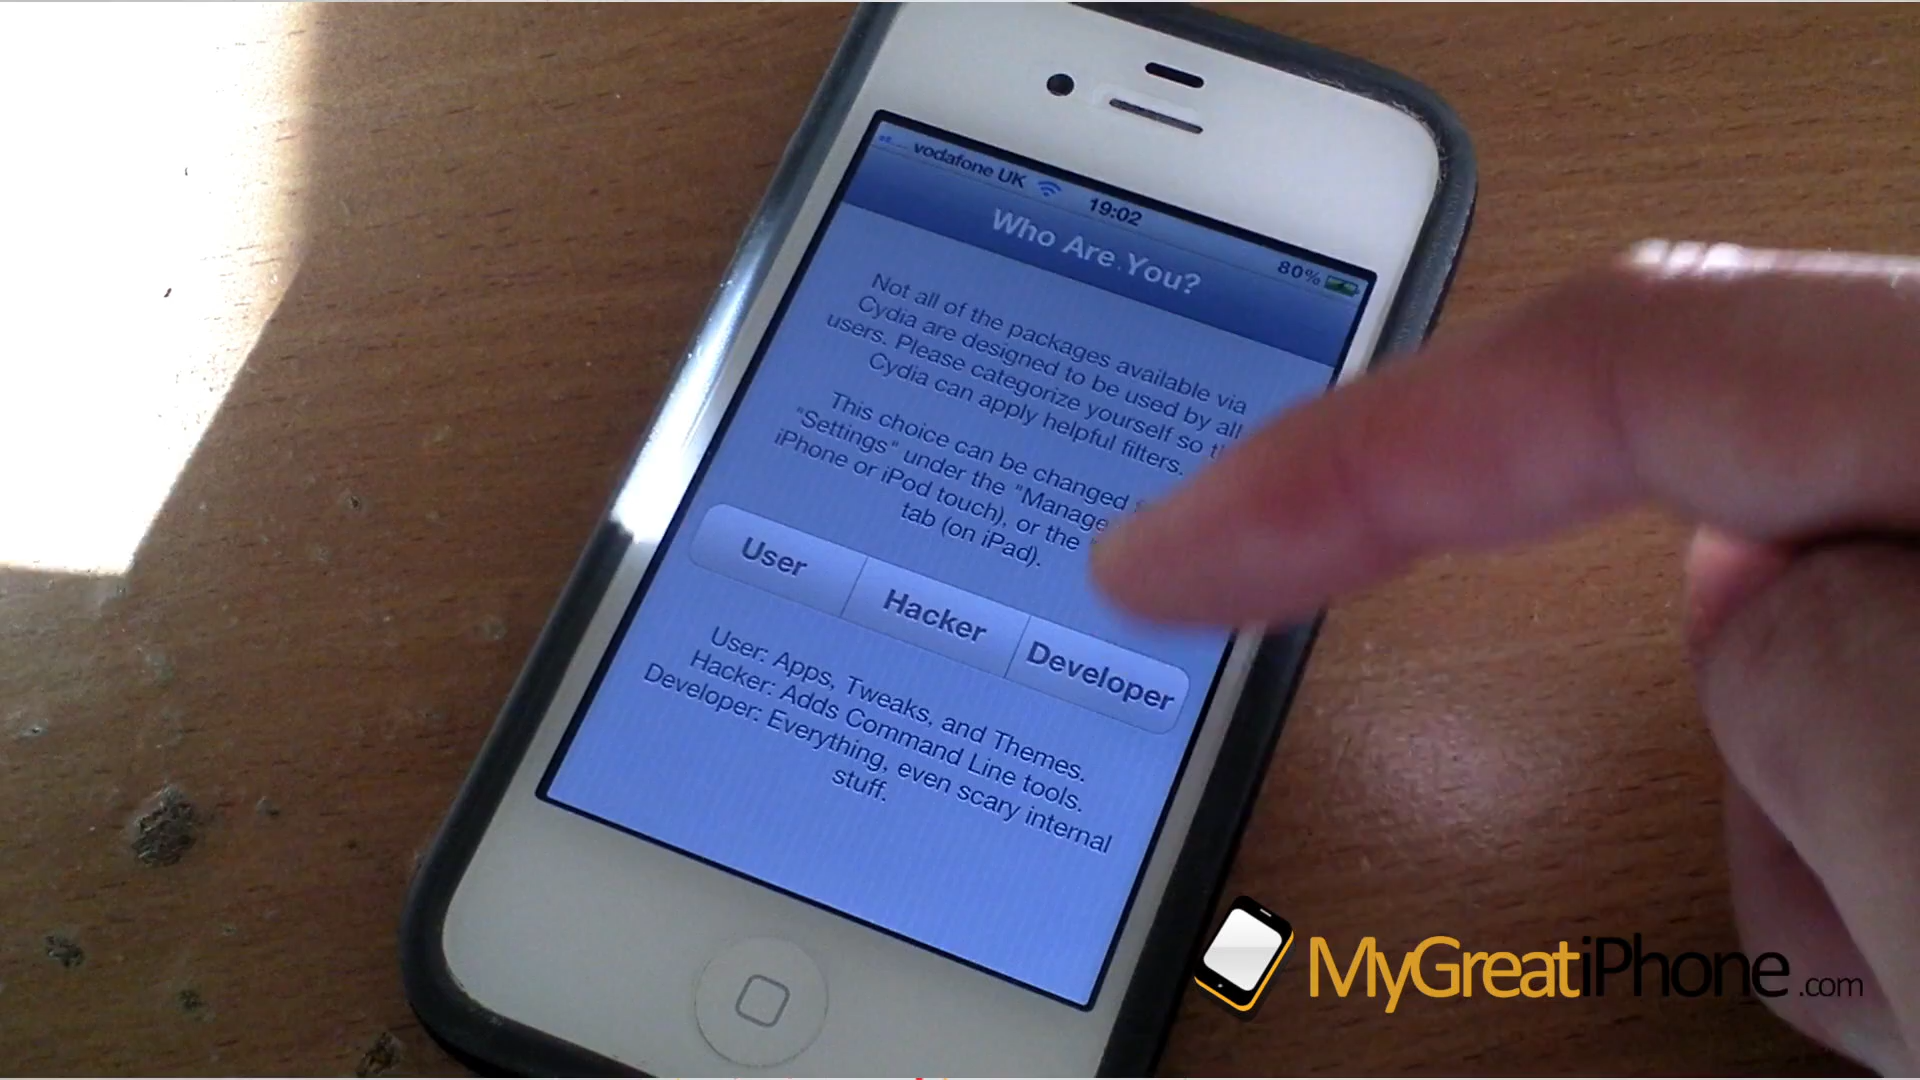 vodafone UK
19:02
80%
Who Are You?
Not all of the packages available via
Cydia are designed to be used by all
users. Please categorize yourself so
Cydia can apply helpful filters.
This choice can be changed
"Settings" under the "Manage
iPhone or iPod touch), or the
tab (on iPad).
User
Hacker
Developer
User: Apps, Tweaks, and Themes.
Hacker: Adds Command Line tools.
Developer: Everything, even scary internal
stuff.
MyGreatiPhone.com